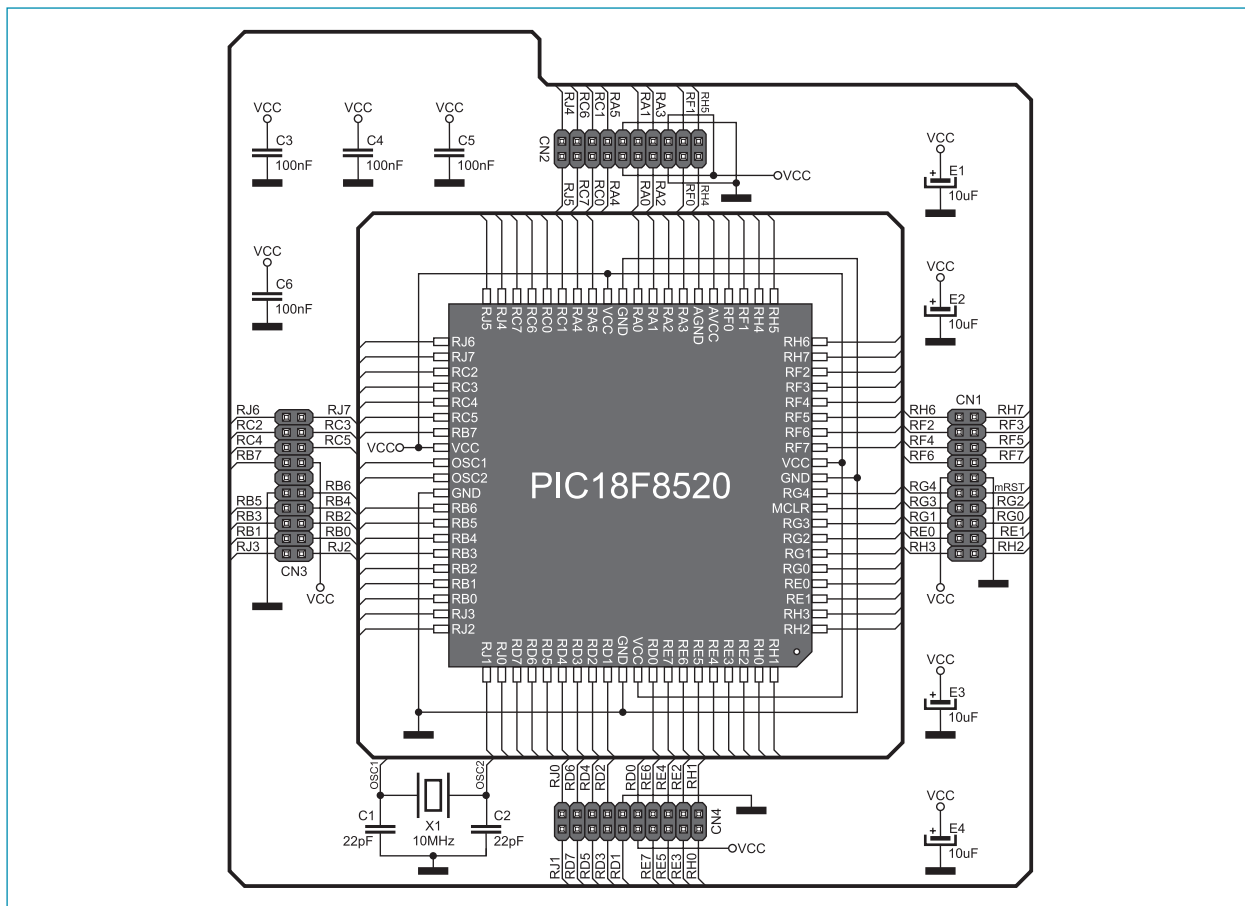 VCC
C3
100nF
VCC
C4
100nF
VCC
C5
100nF
VCC
C6
100nF
RJ4 RC6 RC1 RA5 RA1 RA3 RF1 RH5
CN2
VCC
RJ5 RC7 RC0 RA4 RA0 RA2 RF0 RH4
VCC
E1
10uF
VCC
E2
10uF
RJ5 RJ4 RC7 RC6 RC0 RC1 RA4 RA5 VCC GND RA0 RA1 RA2 RA3 AGND AVCC RF0 RF1 RH4 RH5
RJ6
RJ7
RC2
RC3
RC4
RC5
RB7
VCC
OSC1
OSC2
GND
RB6
RB5
RB4
RB3
RB2
RB1
RB0
RJ3
RJ2
VCC
PIC18F8520
RH6
RH7
RF2
RF3
RF4
RF5
RF6
RF7
VCC
GND
RG4
MCLR
RG3
RG2
RG1
RG0
RE0
RE1
RH3
RH2
RJ1 RJ0 RD7 RD6 RD5 RD4 RD3 RD2 RD1 GND VCC RD0 RE7 RE6 RE5 RE4 RE3 RE2 RH0 RH1
RJ6 RJ7
RC2 RC3
RC4 RC5
RB7
RB6
RB5 RB4
RB3 RB2
RB1 RB0
RJ3 RJ2
CN3
VCC
CN1
RH6 RH7
RF2 RF3
RF4 RF5
RF6 RF7
RG4 mRST
RG3 RG2
RG1 RG0
RE0 RE1
RH3 RH2
VCC
VCC
E3
10uF
VCC
E4
10uF
OSC1
OSC2
C1
22pF
X1
10MHz
C2
22pF
RJ0 RD6 RD4 RD2 RD0 RE6 RE4 RE2 RH1
CN4
VCC
RJ1 RD7 RD5 RD3 RD1 RE7 RE5 RE3 RH0